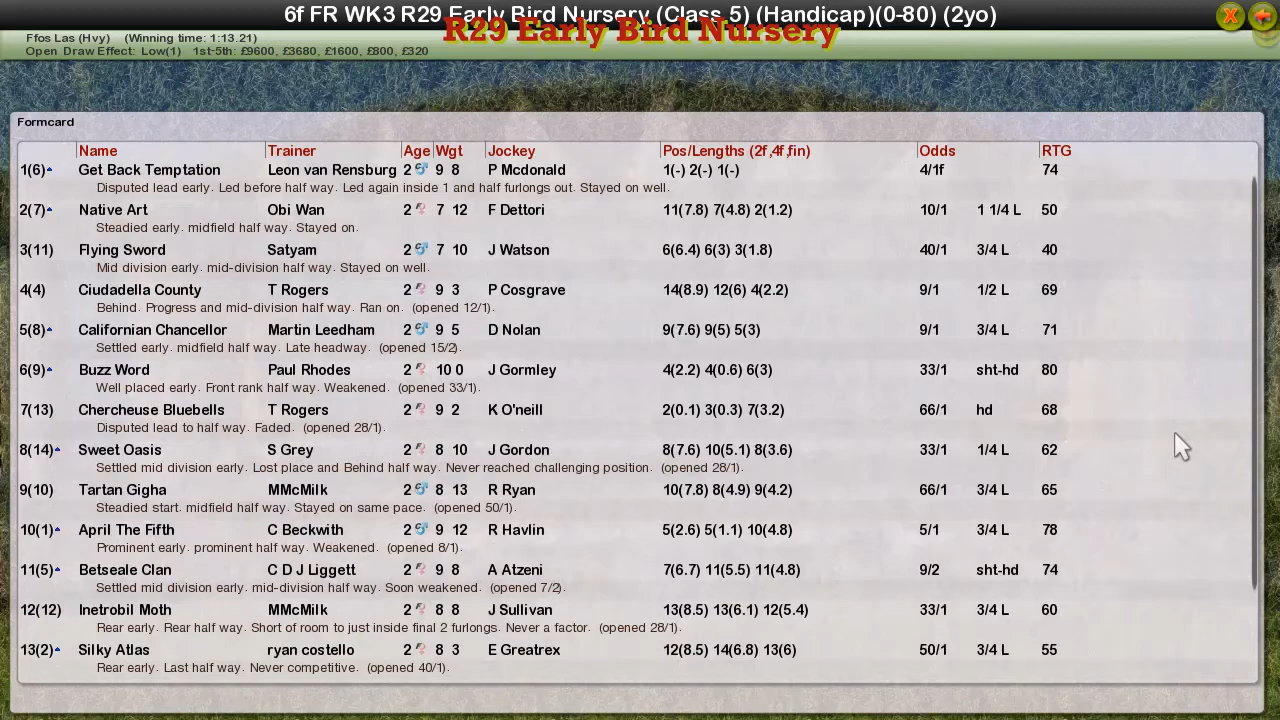 6f FR WK3 R29 Early Bird Nursery (Class 5) (Handicap)(0-80) (2yo)
R29 Early Bird Nursery
Ffos Las (Hvy) (Winning time: 1:13.21)
Open Draw Effect: Low(1) 1st-5th: £9600, £3680, £1600, £800, £320
Formcard
Name Trainer Age Wgt Jockey Pos/Lengths (2f,4f,fin) Odds RTG
1(6) Get Back Temptation Leon van Rensburg 2 9 8 P Mcdonald 1(-) 2(-) 1(-) 4/1f 74
Disputed lead early. Led before half way. Led again inside 1 and half furlongs out. Stayed on well.
2(7) Native Art Obi Wan 2 7 12 F Dettori 11(7.8) 7(4.8) 2(1.2) 10/1 1 1/4 L 50
Steadied early. midfield half way. Stayed on.
3(11) Flying Sword Satyam 2 7 10 J Watson 6(6.4) 6(3) 3(1.8) 40/1 3/4 L 40
Mid division early. mid-division half way. Stayed on well.
4(4) Ciudadella County T Rogers 2 9 3 P Cosgrave 14(8.9) 12(6) 4(2.2) 9/1 1/2 L 69
Behind. Progress and mid-division half way. Ran on. (opened 12/1).
5(8) Californian Chancellor Martin Leedham 2 9 5 D Nolan 9(7.6) 9(5) 5(3) 9/1 3/4 L 71
Settled early. midfield half way. Late headway. (opened 15/2).
6(9) Buzz Word Paul Rhodes 2 10 0 J Gormley 4(2.2) 4(0.6) 6(3) 33/1 sht-hd 80
Well placed early. Front rank half way. Weakened. (opened 33/1).
7(13) Chercheuse Bluebells T Rogers 2 9 2 K O'neill 2(0.1) 3(0.3) 7(3.2) 66/1 hd 68
Disputed lead to half way. Faded. (opened 28/1).
8(14) Sweet Oasis S Grey 2 8 10 J Gordon 8(7.6) 10(5.1) 8(3.6) 33/1 1/4 L 62
Settled mid division early. Lost place and Behind half way. Never reached challenging position. (opened 28/1).
9(10) Tartan Gigha MMcMilk 2 8 13 R Ryan 10(7.8) 8(4.9) 9(4.2) 66/1 3/4 L 65
Steadied start. midfield half way. Stayed on same pace. (opened 50/1).
10(1) April The Fifth C Beckwith 2 9 12 R Havlin 5(2.6) 5(1.1) 10(4.8) 5/1 3/4 L 78
Prominent early. prominent half way. Weakened. (opened 8/1).
11(5) Betseale Clan C D J Liggett 2 9 8 A Atzeni 7(6.7) 11(5.5) 11(4.8) 9/2 sht-hd 74
Settled mid division early. mid-division half way. Soon weakened. (opened 7/2).
12(12) Inetrobil Moth MMcMilk 2 8 8 J Sullivan 13(8.5) 13(6.1) 12(5.4) 33/1 3/4 L 60
Rear early. Rear half way. Short of room to just inside final 2 furlongs. Never a factor. (opened 28/1).
13(2) Silky Atlas ryan costello 2 8 3 E Greatrex 12(8.5) 14(6.8) 13(6) 50/1 3/4 L 55
Rear early. Last half way. Never competitive. (opened 40/1).